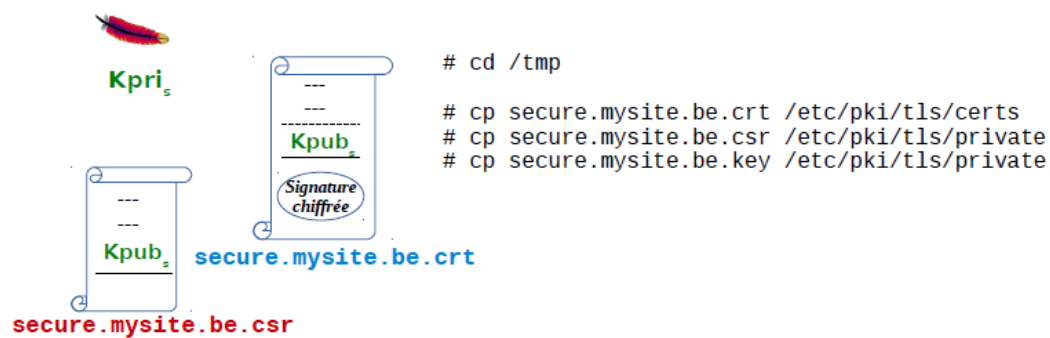 Kpris
---
---
-------------
Kpubs
Signature
chiffrée
secure.mysite.be.crt
---
---
Kpubs
secure.mysite.be.csr
# cd /tmp
# cp secure.mysite.be.crt /etc/pki/tls/certs
# cp secure.mysite.be.csr /etc/pki/tls/private
# cp secure.mysite.be.key /etc/pki/tls/private